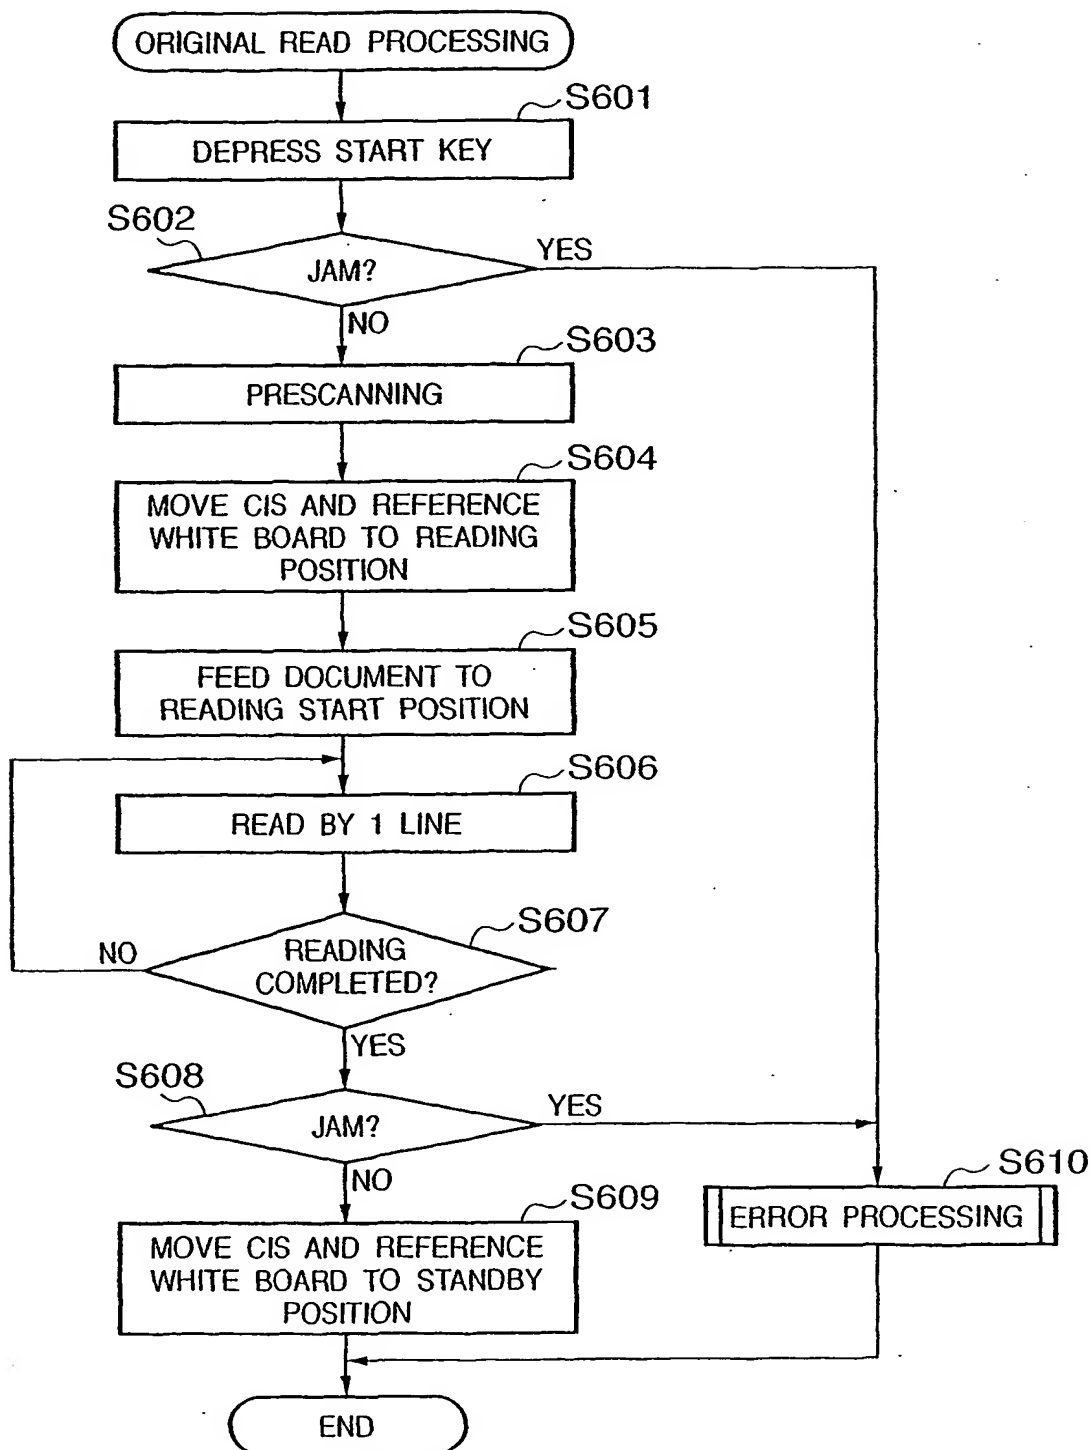 ORIGINAL READ PROCESSING
S601
DEPRESS START KEY
S602
JAM?
YES
NO
S603
PRESCANNING
S604
MOVE CIS AND REFERENCE
WHITE BOARD TO READING
POSITION
S605
FEED DOCUMENT TO
READING START POSITION
S606
READ BY 1 LINE
S607
READING
COMPLETED?
NO
YES
S608
JAM?
YES
NO
S609
MOVE CIS AND REFERENCE
WHITE BOARD TO STANDBY
POSITION
S610
ERROR PROCESSING
END